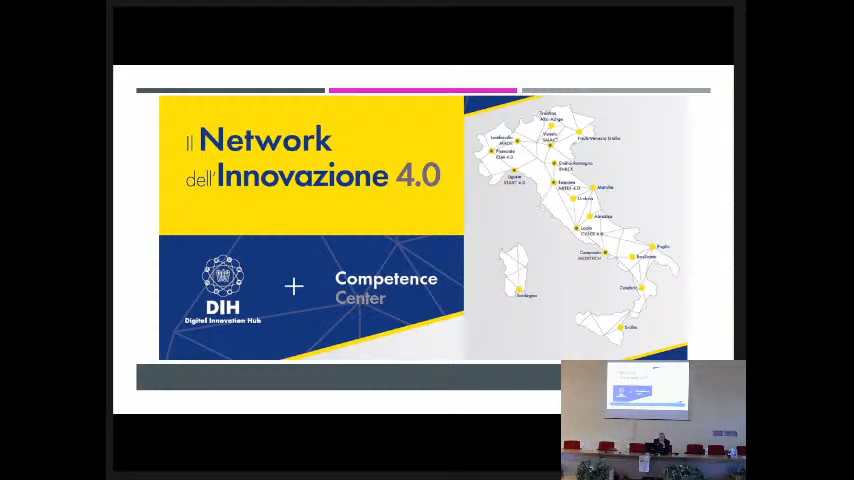 Il Network
dell'Innovazione 4.0
DIH
Digital Innovation Hub
+
Competence
Center
Trentino
Alto-Adige
Lombardia
MADE
Veneto
SMACT
Friuli Venezia Giulia
Piemonte
CIM 4.0
Emilia-Romagna
BI-REX
Liguria
START 4.0
Toscana
ARTES 4.0
Marche
Umbria
Abruzzo
Lazio
CYBER 4.0
Campania
MEDITECH
Puglia
Basilicata
Calabria
Sardegna
Sicilia